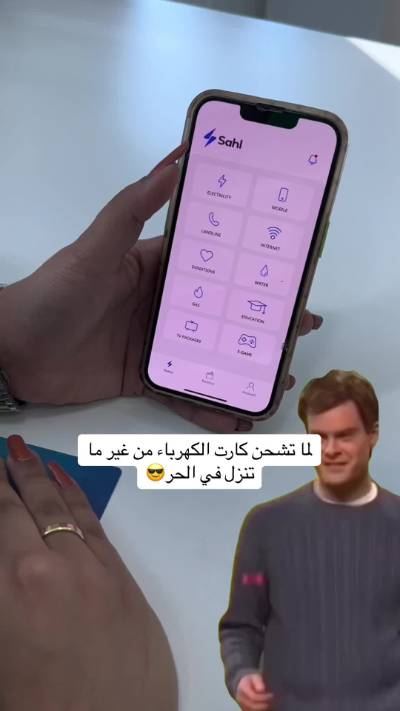 Sahl
ELECTRICITY
MOBILE
LANDLINE
INTERNET
DONATIONS
WATER
GAS
EDUCATION
TV PACKAGES
E-GAME
لما تشحن كارت الكهرباء من غير ما
تنزل في الحر😎